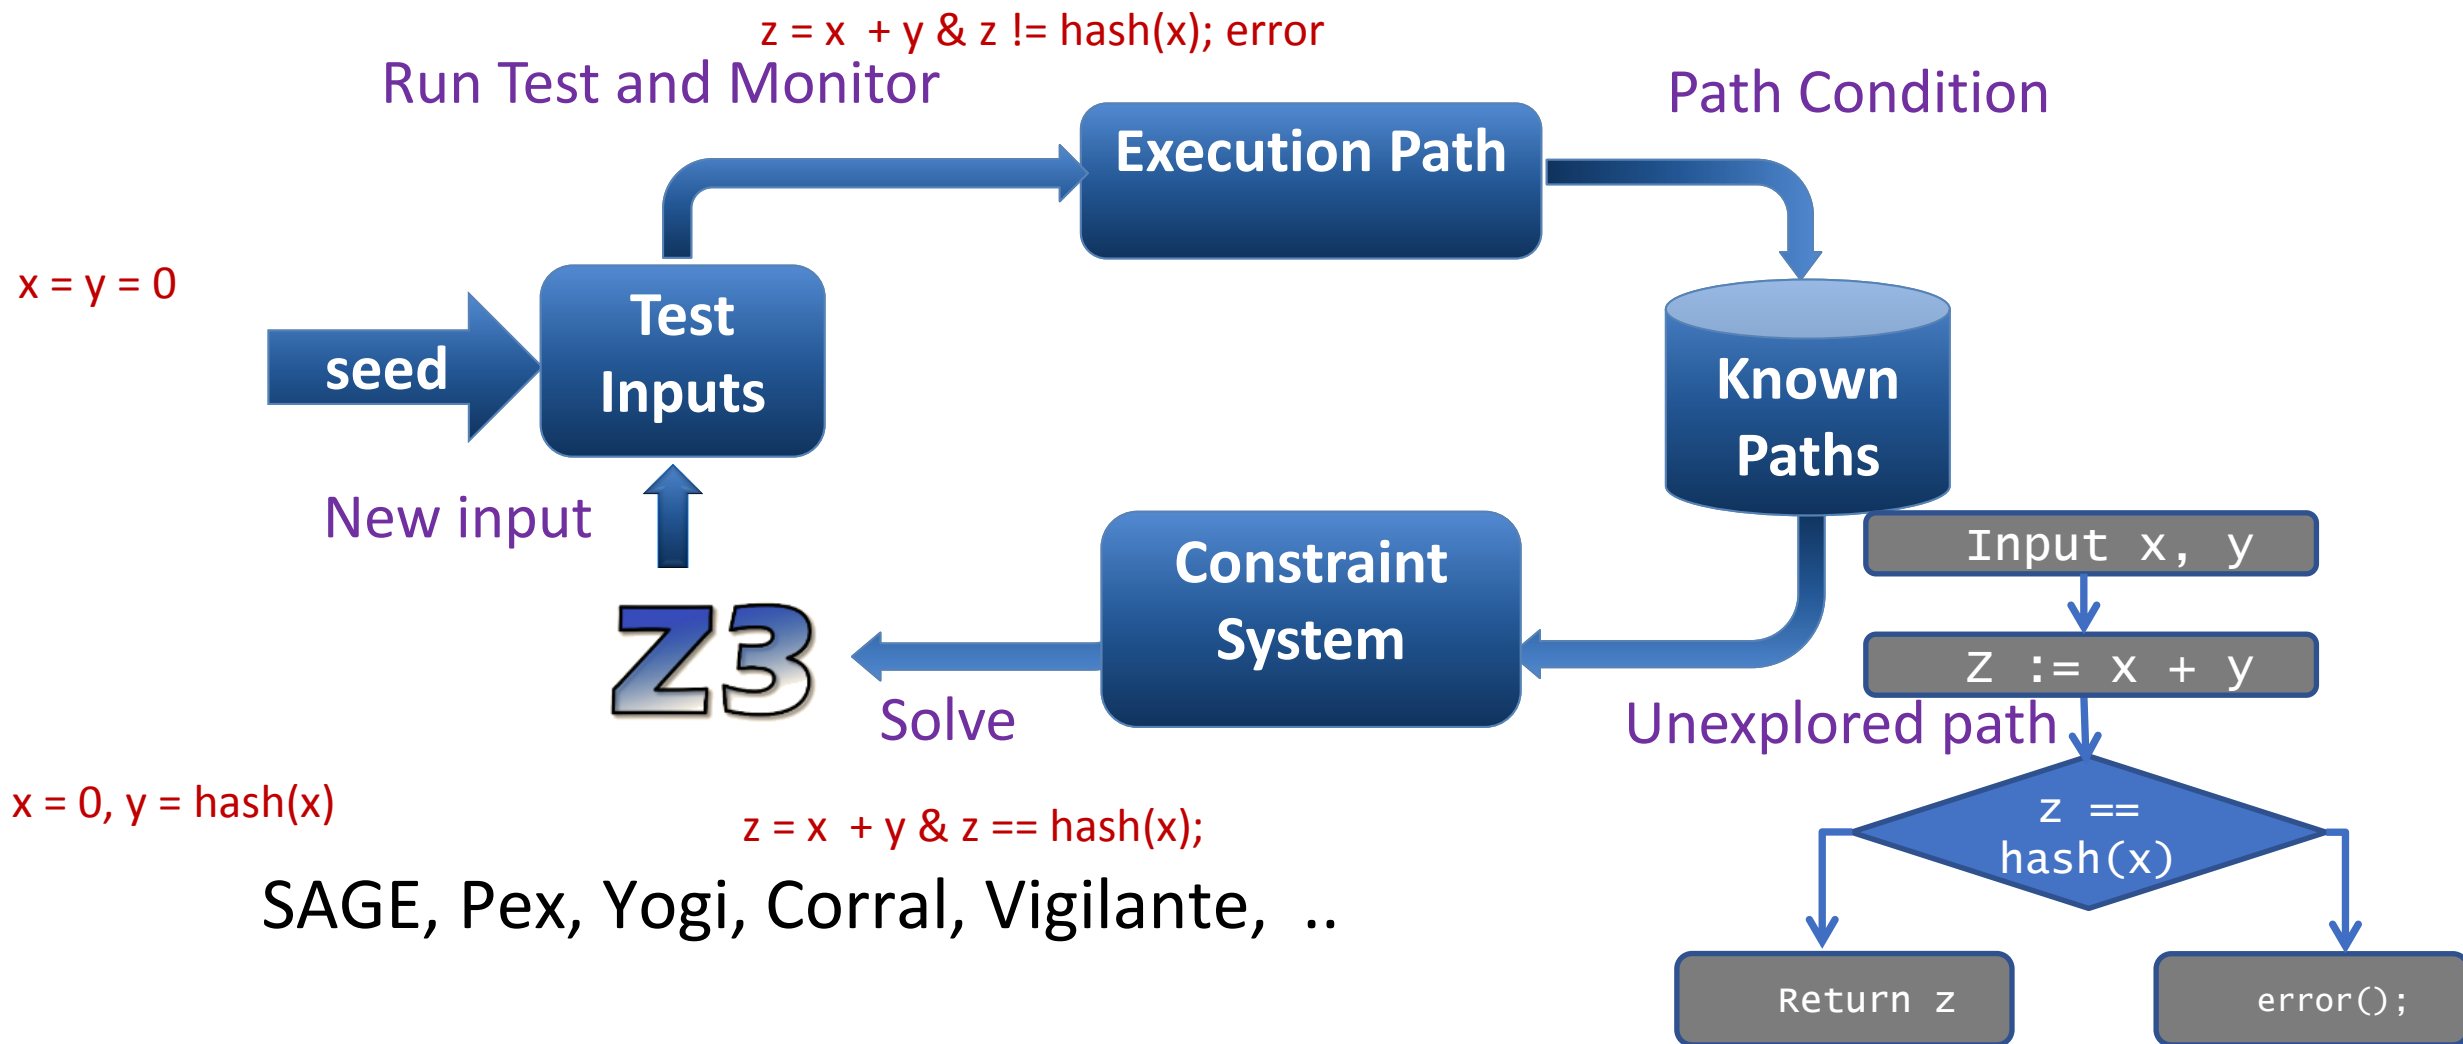 z = x + y & z != hash(x); error
Run Test and Monitor
Path Condition
Execution Path
x = y = 0
seed
Test
Inputs
Known
Paths
New input
Constraint
System
Input x, y
Z3
Z := x + y
Solve
Unexplored path
x = 0, y = hash(x)
z = x + y & z == hash(x);
z ==
hash(x)
SAGE, Pex, Yogi, Corral, Vigilante, ..
Return z
error();